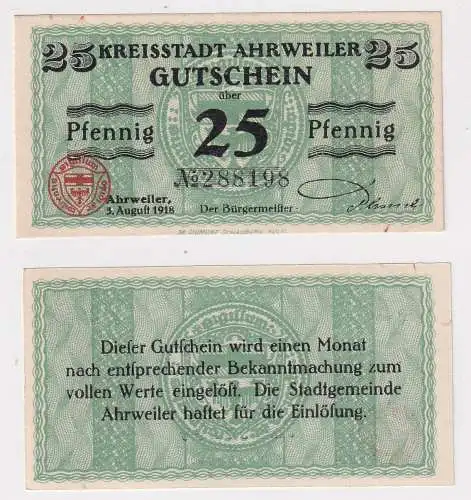 25 KREISSTADT AHRWEILER 25
GUTSCHEIN
über
Pfennig 25 Pfennig
№288198
Ahrweiler,
3. August 1918 Der Bürgermeister:
Dieſer Gutſchein wird einen Monat
nach entſprechender Bekanntmachung zum
vollen Werte eingelöſt. Die Stadtgemeinde
Ahrweiler haftet für die Einlöſung.